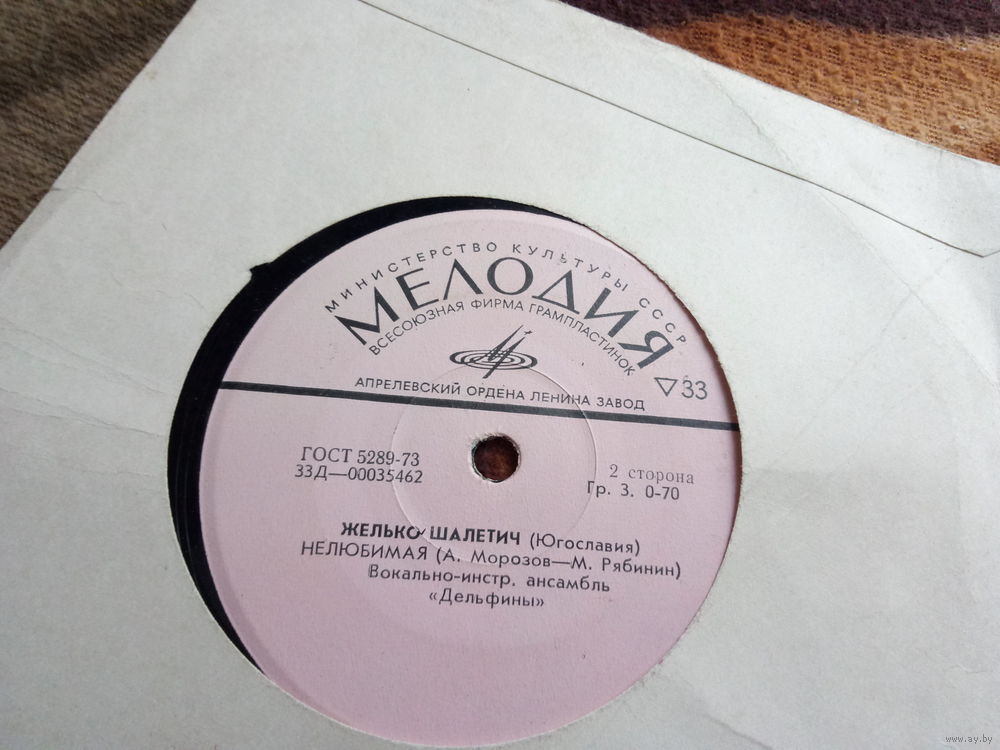 МИНИСТЕРСТВО КУЛЬТУРЫ СССР
МЕЛОДИЯ
ВСЕСОЮЗНАЯ ФИРМА ГРАМПЛАСТИНОК
АПРЕЛЕВСКИЙ ОРДЕНА ЛЕНИНА ЗАВОД
▽33
ГОСТ 5289-73
33Д—00035462
2 сторона
Гр. 3. 0-70
ЖЕЛЬКО ШАЛЕТИЧ (Югославия)
НЕЛЮБИМАЯ (А. Морозов—М. Рябинин)
Вокально-инстр. ансамбль
«Дельфины»
www.ay.by